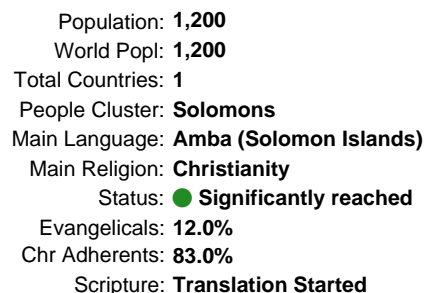 Population: 1,200
World Popl: 1,200
Total Countries: 1
People Cluster: Solomons
Main Language: Amba (Solomon Islands)
Main Religion: Christianity
Status: Significantly reached
Evangelicals: 12.0%
Chr Adherents: 83.0%
Scripture: Translation Started